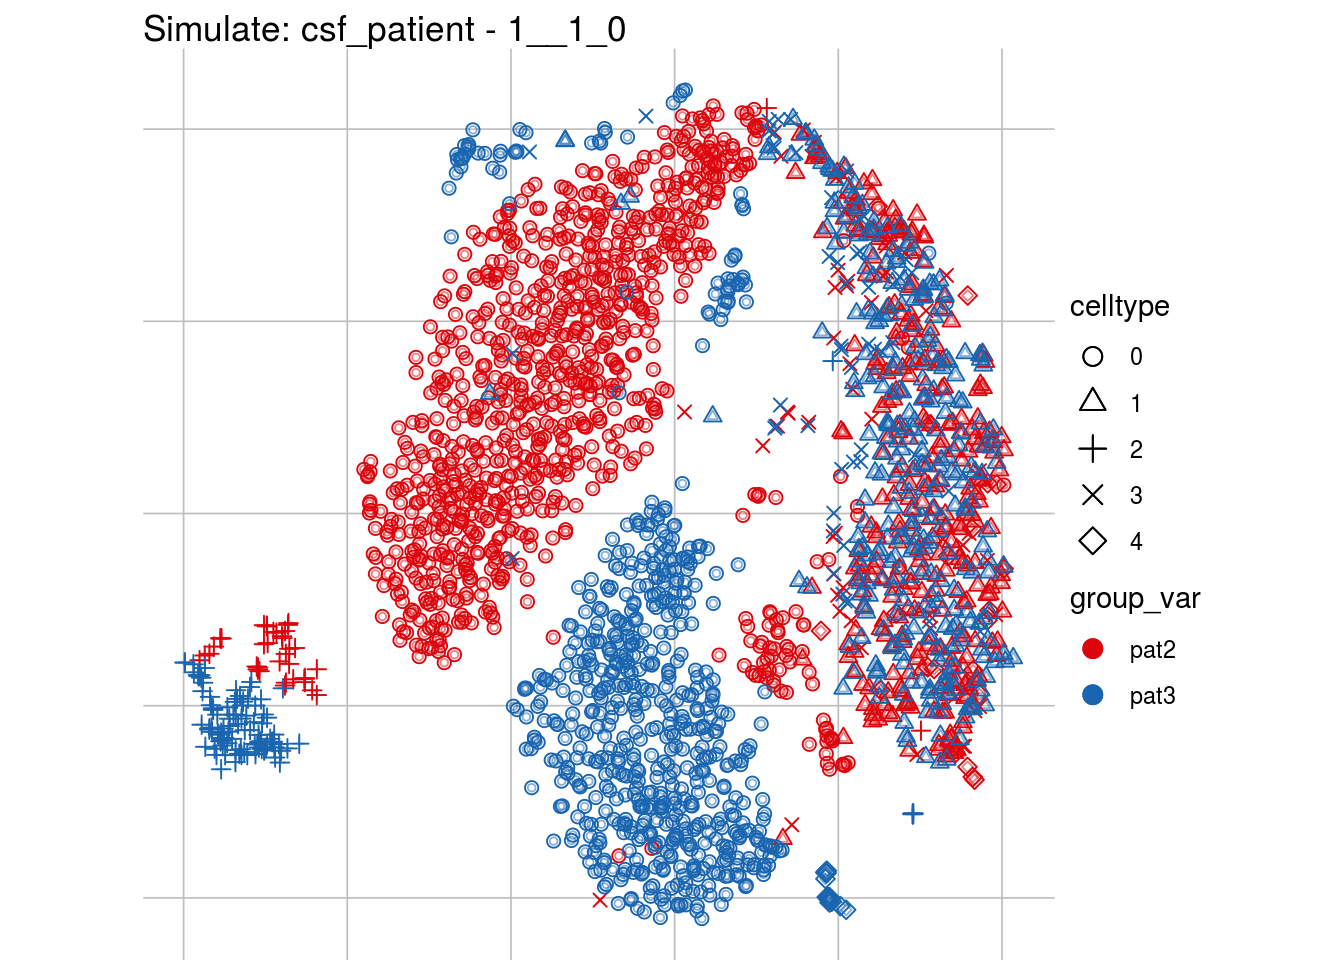 Simulate: csf_patient - 1__1_0
celltype
0
1
2
3
4
group_var
pat2
pat3